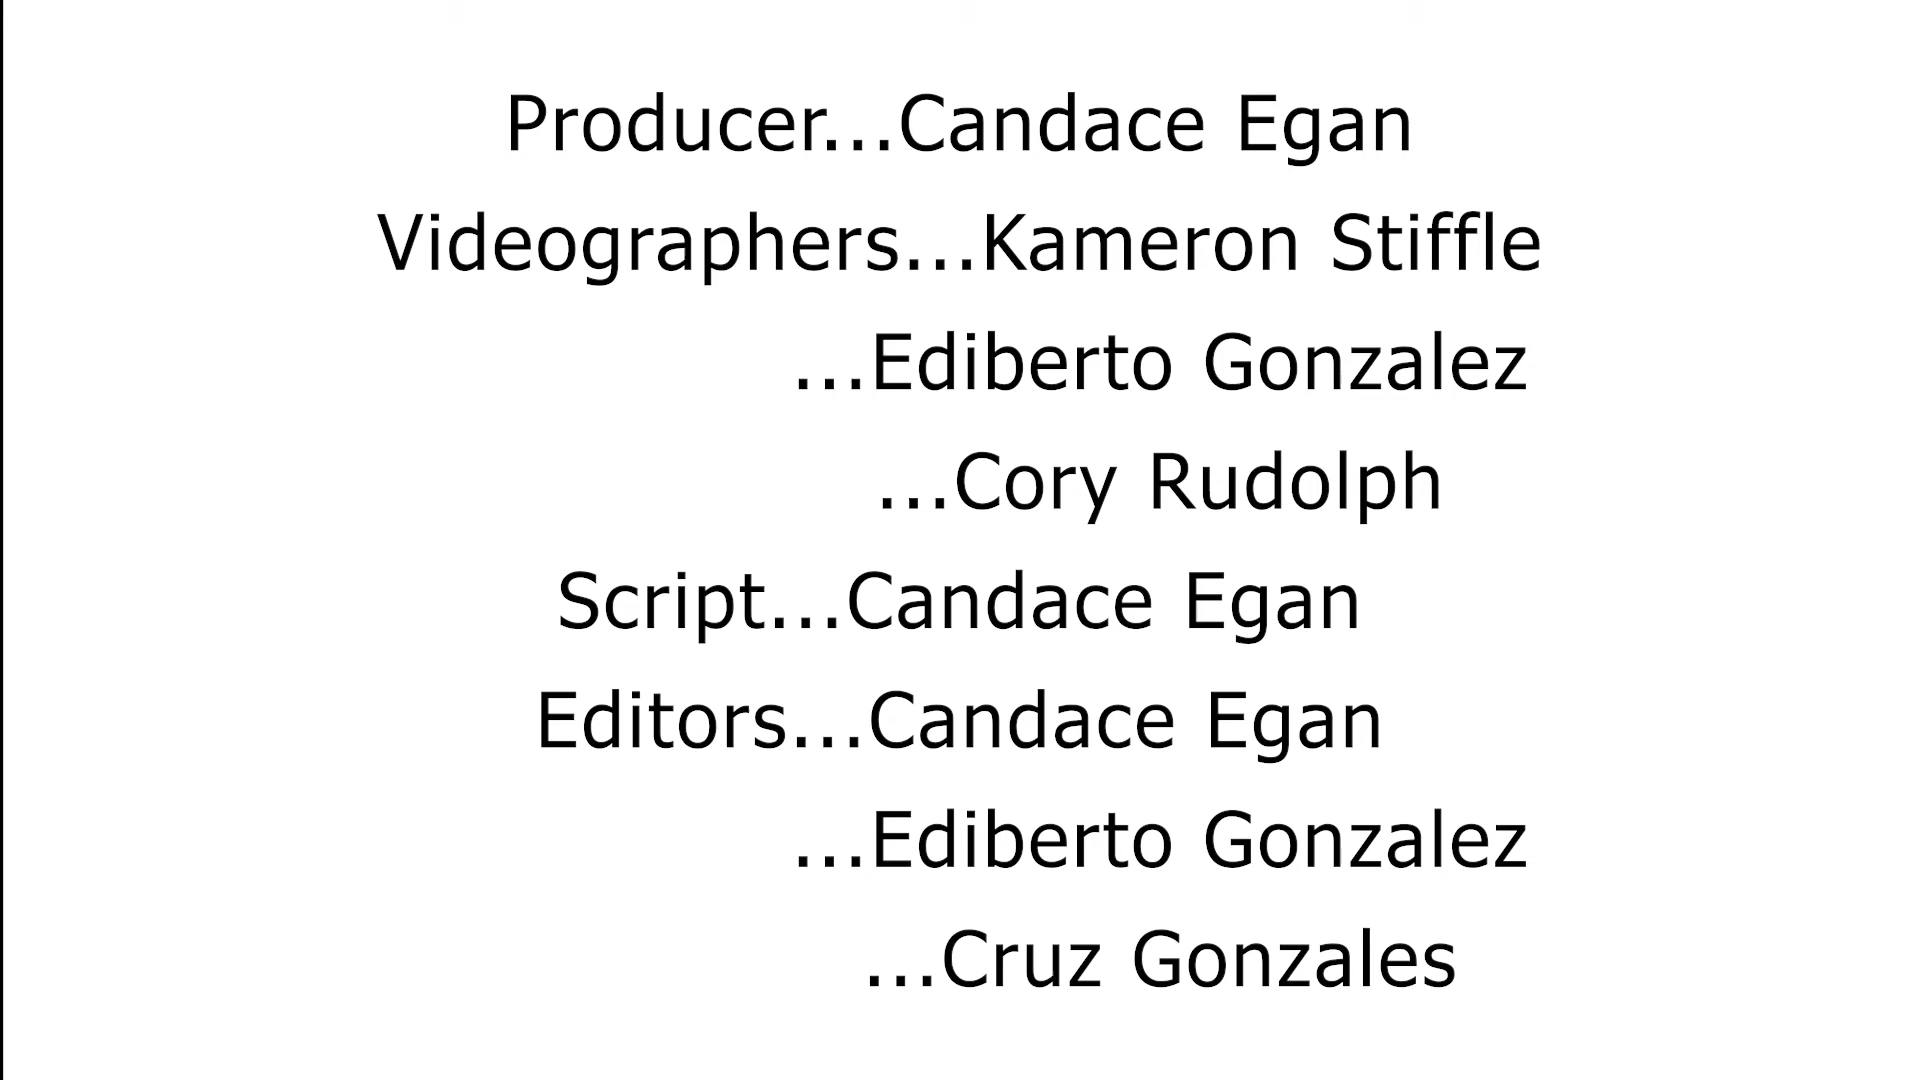 Producer...Candace Egan
Videographers...Kameron Stiffle
...Ediberto Gonzalez
...Cory Rudolph
Script...Candace Egan
Editors...Candace Egan
...Ediberto Gonzalez
...Cruz Gonzales